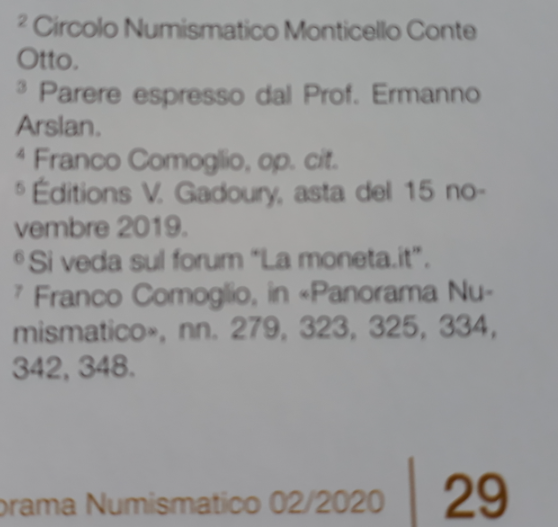 ² Circolo Numismatico Monticello Conte
Otto.
³ Parere espresso dal Prof. Ermanno
Arslan.
⁴ Franco Comoglio, op. cit.
⁵ Éditions V. Gadoury, asta del 15 no-
vembre 2019.
⁶ Si veda sul forum “La moneta.it”.
⁷ Franco Comoglio, in «Panorama Nu-
mismatico», nn. 279, 323, 325, 334,
342, 348.
orama Numismatico 02/2020 | 29